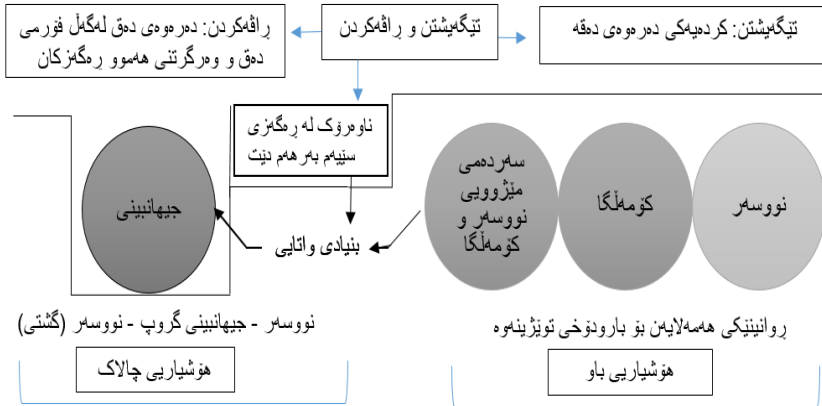 تێگەیشتن: کردەیەکی دەرەوەی دەقە
تێگەیشتن و ڕاڤەکردن
ڕاڤەکردن: دەرەوەی دەق لەگەڵ فۆرمی
دەق و وەرگرتنی هەموو ڕەگەزکان
ناوەرۆک لە ڕەگەزی
سێیەم بەرهەم دێت
نووسەر
کۆمەڵگا
سەردەمی
مێژوویی
نووسەر و
کۆمەڵگا
بنیادی واتایی
جیهانبینی
ڕوانینێکی هەمەلایەن بۆ بارودۆخی توێژینەوە
هۆشیاریی باو
نووسەر - جیهانبینی گروپ - نووسەر (گشتی)
هۆشیاریی چالاک